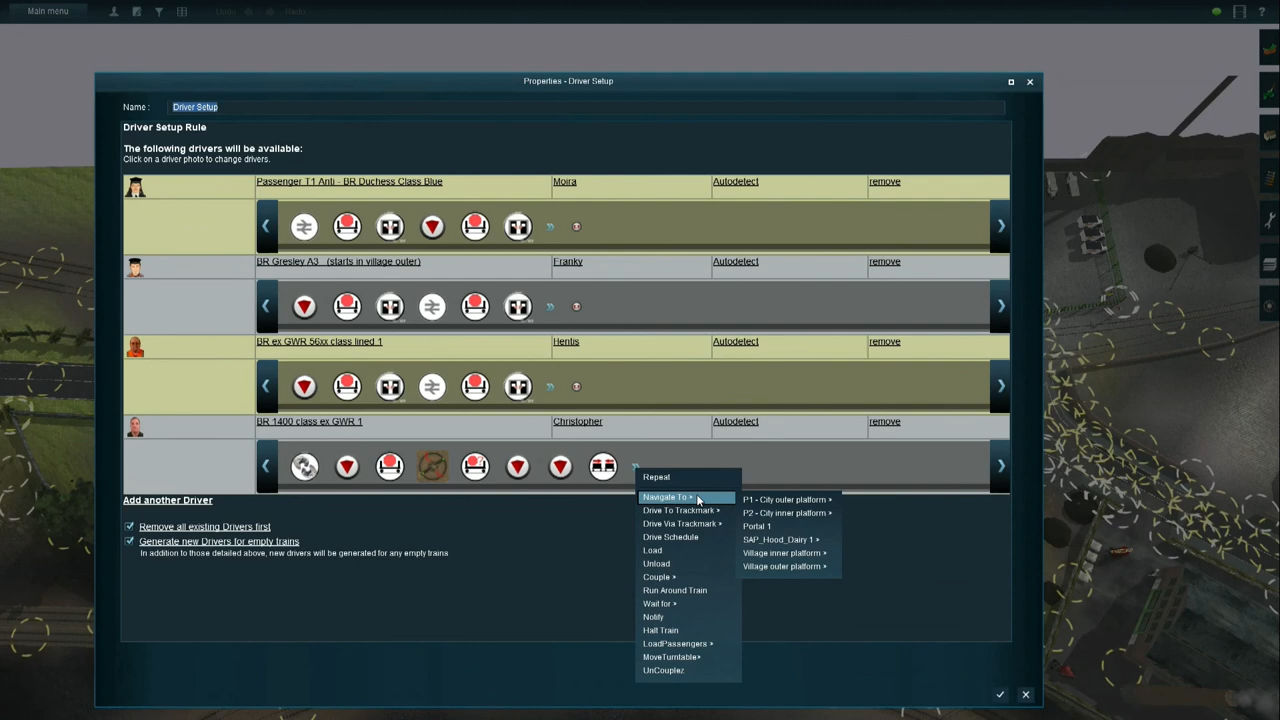 Main menu
Undo
Redo
?
Properties - Driver Setup
Name :
Driver Setup
Driver Setup Rule
The following drivers will be available:
Click on a driver photo to change drivers.
Passenger T1 Anti - BR Duchess Class Blue
Moira
Autodetect
remove
BR Gresley A3   (starts in village outer)
Franky
Autodetect
remove
BR ex GWR 56xx class lined 1
Hentis
Autodetect
remove
BR 1400 class ex GWR 1
Christopher
Autodetect
remove
Add another Driver
Remove all existing Drivers first
Generate new Drivers for empty trains
In addition to those detailed above, new drivers will be generated for any empty trains
Repeat
Navigate To >
Drive To Trackmark >
Drive Via Trackmark >
Drive Schedule
Load
Unload
Couple >
Run Around Train
Wait for >
Notify
Halt Train
LoadPassengers >
MoveTurntable>
UnCouplez
P1 - City outer platform >
P2 - City inner platform >
Portal 1
SAP_Hood_Dairy 1 >
Village inner platform >
Village outer platform >